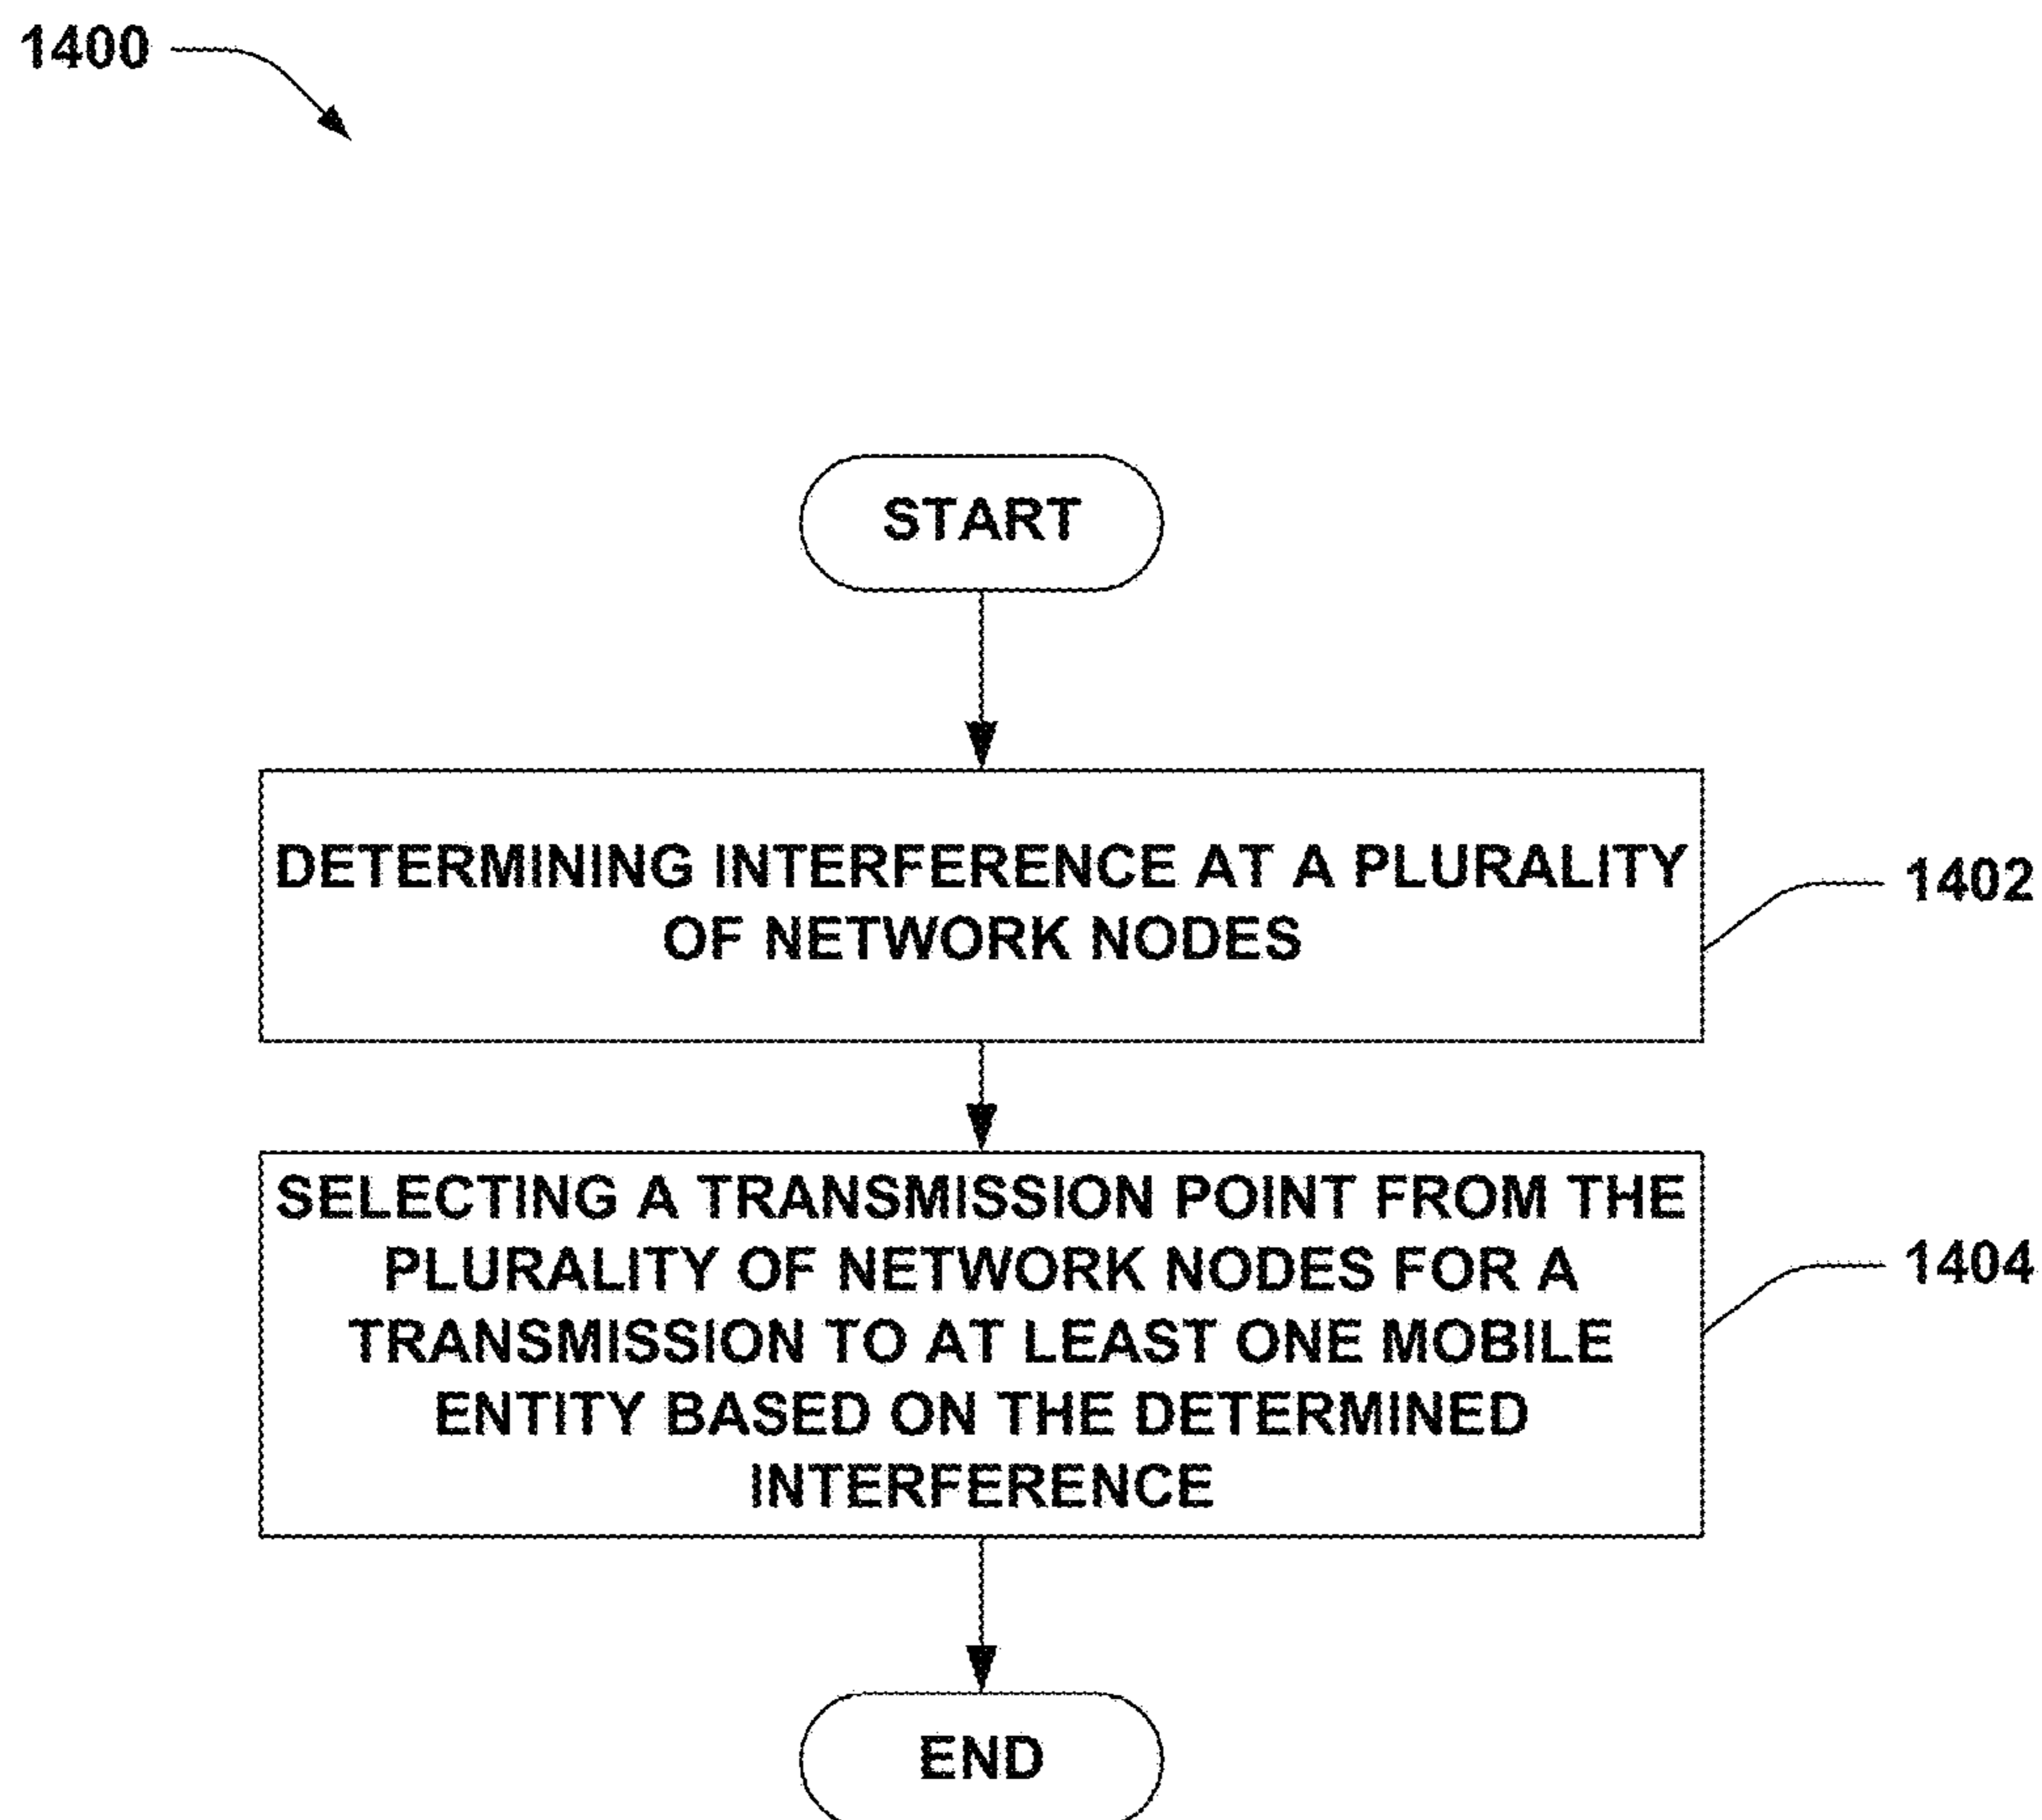 1400
START
DETERMINING INTERFERENCE AT A PLURALITY
OF NETWORK NODES
1402
SELECTING A TRANSMISSION POINT FROM THE
PLURALITY OF NETWORK NODES FOR A
TRANSMISSION TO AT LEAST ONE MOBILE
ENTITY BASED ON THE DETERMINED
INTERFERENCE
1404
END